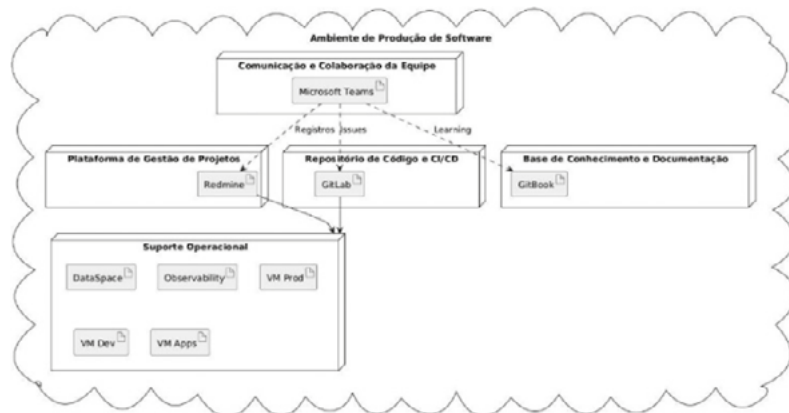 Ambiente de Produção de Software
Comunicação e Colaboração da Equipe
Microsoft Teams
Registros
Issues
Learning
Plataforma de Gestão de Projetos
Redmine
Repositório de Código e CI/CD
GitLab
Base de Conhecimento e Documentação
GitBook
Suporte Operacional
DataSpace
Observability
VM Prod
VM Dev
VM Apps